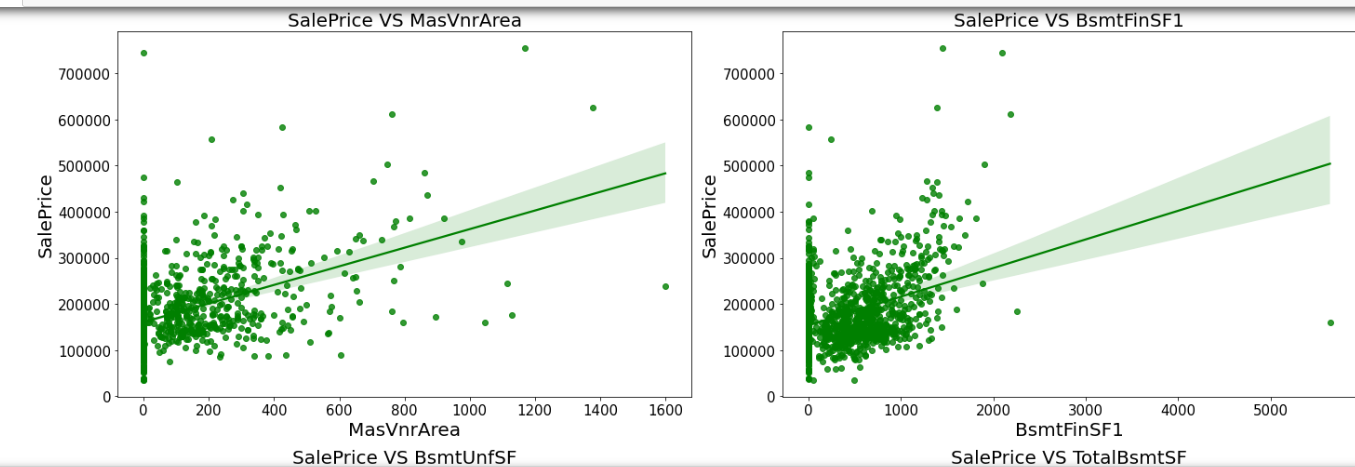 SalePrice VS MasVnrArea
700000
600000
500000
400000
300000
200000
100000
0
SalePrice
0 200 400 600 800 1000 1200 1400 1600
MasVnrArea
SalePrice VS BsmtFinSF1
700000
600000
500000
400000
300000
200000
100000
0
SalePrice
0 1000 2000 3000 4000 5000
BsmtFinSF1
SalePrice VS BsmtUnfSF
SalePrice VS TotalBsmtSF